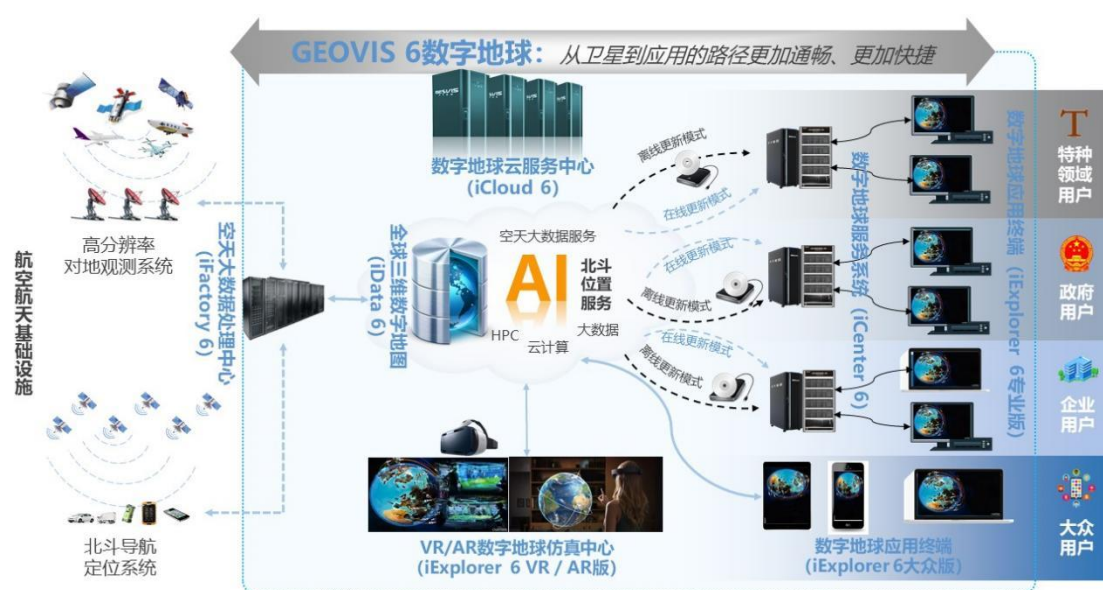 GEOVIS 6数字地球：从卫星到应用的路径更加通畅、更加快捷
航空航天基础设施
高分辨率
对地观测系统
北斗导航
定位系统
空天大数据处理中心
(iFactory 6)
数字地球云服务中心
(iCloud 6)
全球三维数字地图
(iData 6)
空天大数据服务
AI
北斗
位置
服务
大数据
HPC
云计算
离线更新模式
在线更新模式
在线更新模式
离线更新模式
在线更新模式
离线更新模式
数字地球服务系统（iCenter 6）
数字地球应用终端（iExplorer 6专业版）
VR/AR数字地球仿真中心
(iExplorer 6 VR / AR版)
数字地球应用终端
(iExplorer 6大众版)
T
特种
领域
用户
政府
用户
企业
用户
大众
用户